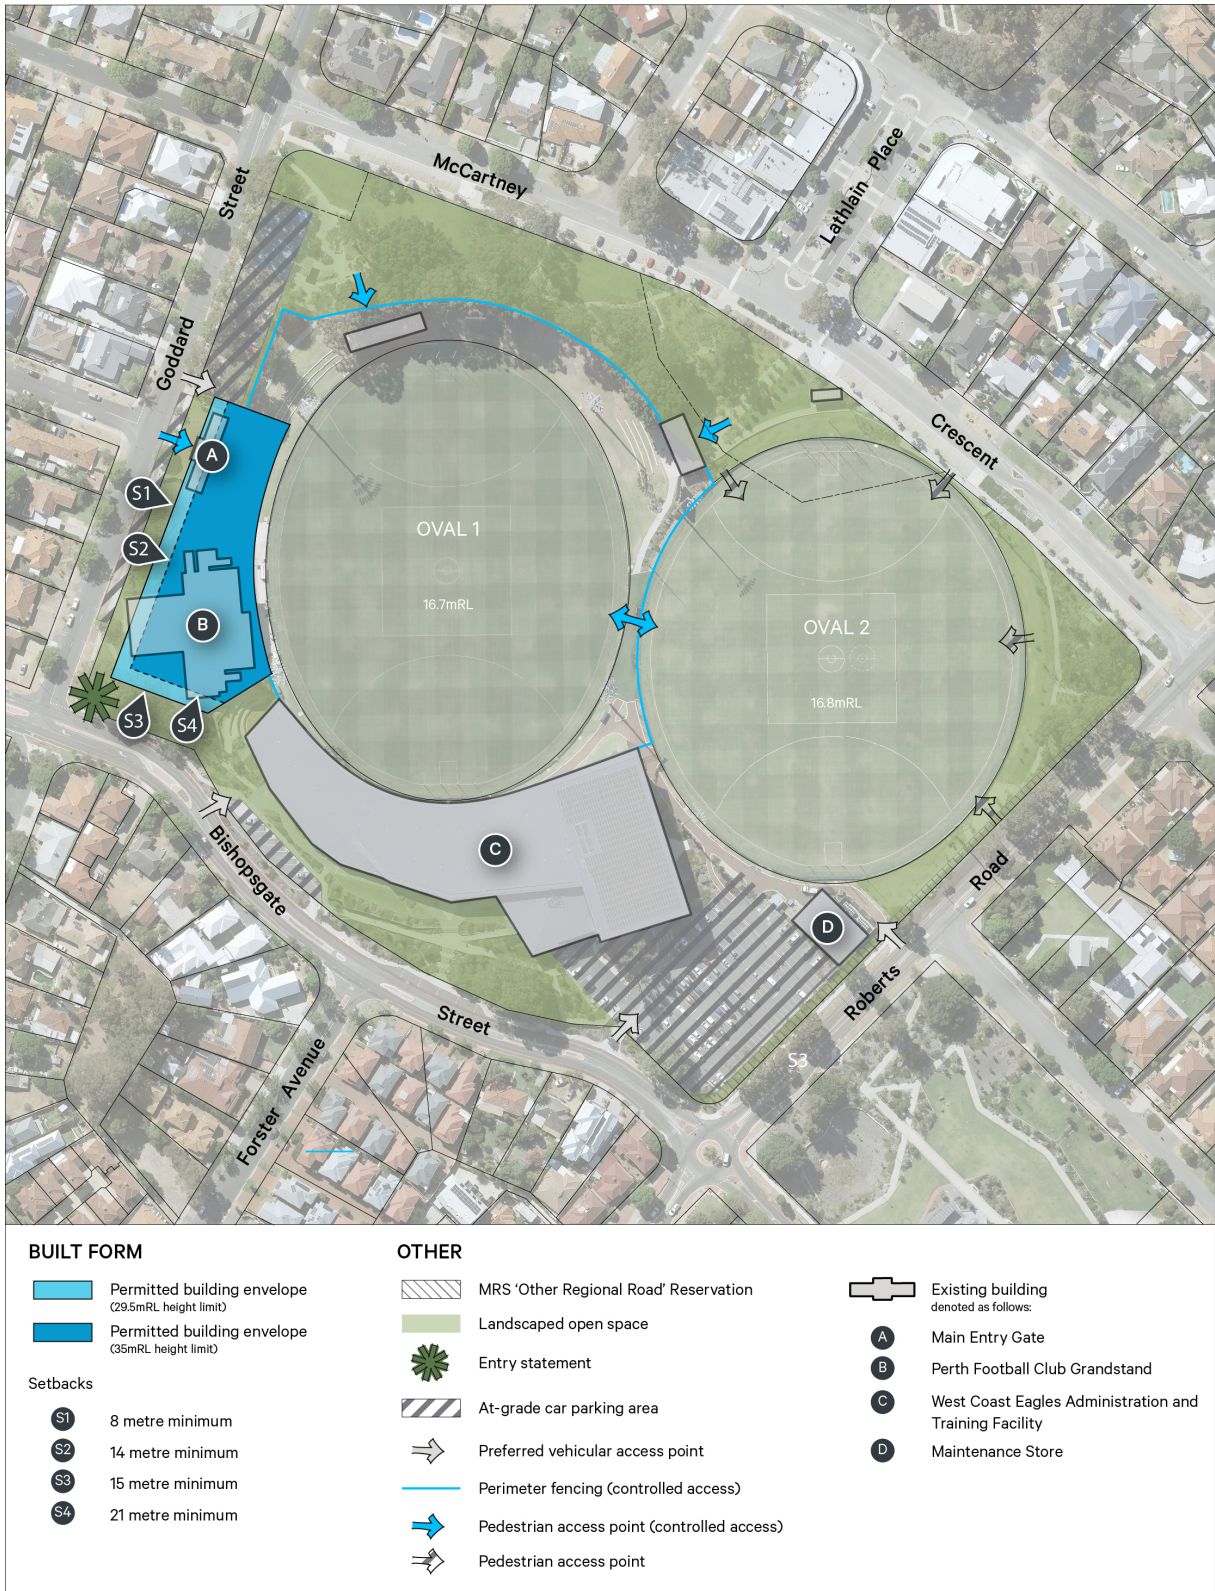 McCartney
Lathlain Place
Street
Goddard
Crescent
A
S1
S2
B
S3
S4
OVAL 1
16.7mRL
OVAL 2
16.8mRL
C
D
Bishopsgate
Road
Roberts
Street
S3
Forster Avenue
BUILT FORM
Permitted building envelope
(29.5mRL height limit)
Permitted building envelope
(35mRL height limit)
Setbacks
S1 8 metre minimum
S2 14 metre minimum
S3 15 metre minimum
S4 21 metre minimum
OTHER
MRS ‘Other Regional Road’ Reservation
Landscaped open space
Entry statement
At-grade car parking area
Preferred vehicular access point
Perimeter fencing (controlled access)
Pedestrian access point (controlled access)
Pedestrian access point
Existing building
denoted as follows:
A Main Entry Gate
B Perth Football Club Grandstand
C West Coast Eagles Administration and
Training Facility
D Maintenance Store